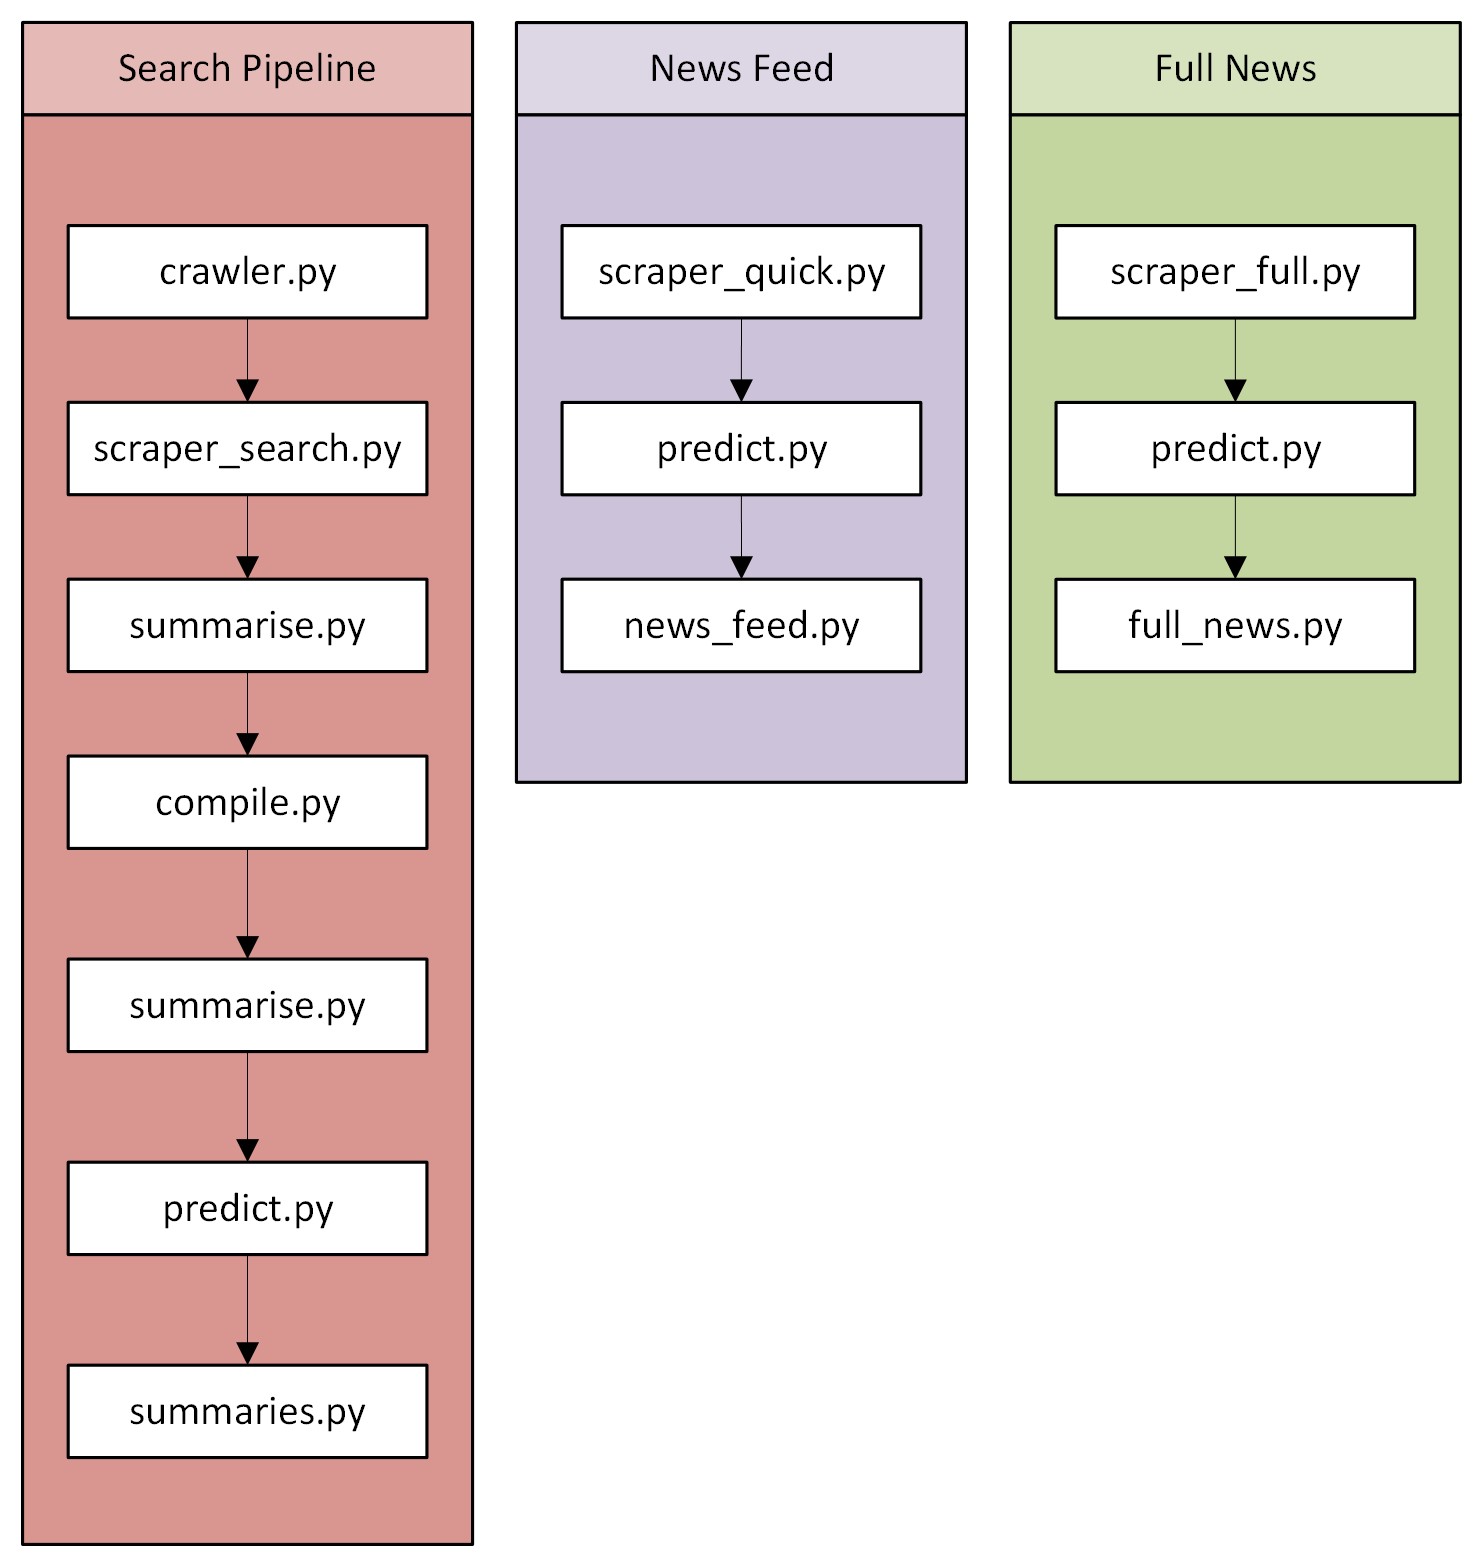 Search Pipeline
crawler.py
scraper_search.py
summarise.py
compile.py
summarise.py
predict.py
summaries.py
News Feed
scraper_quick.py
predict.py
news_feed.py
Full News
scraper_full.py
predict.py
full_news.py